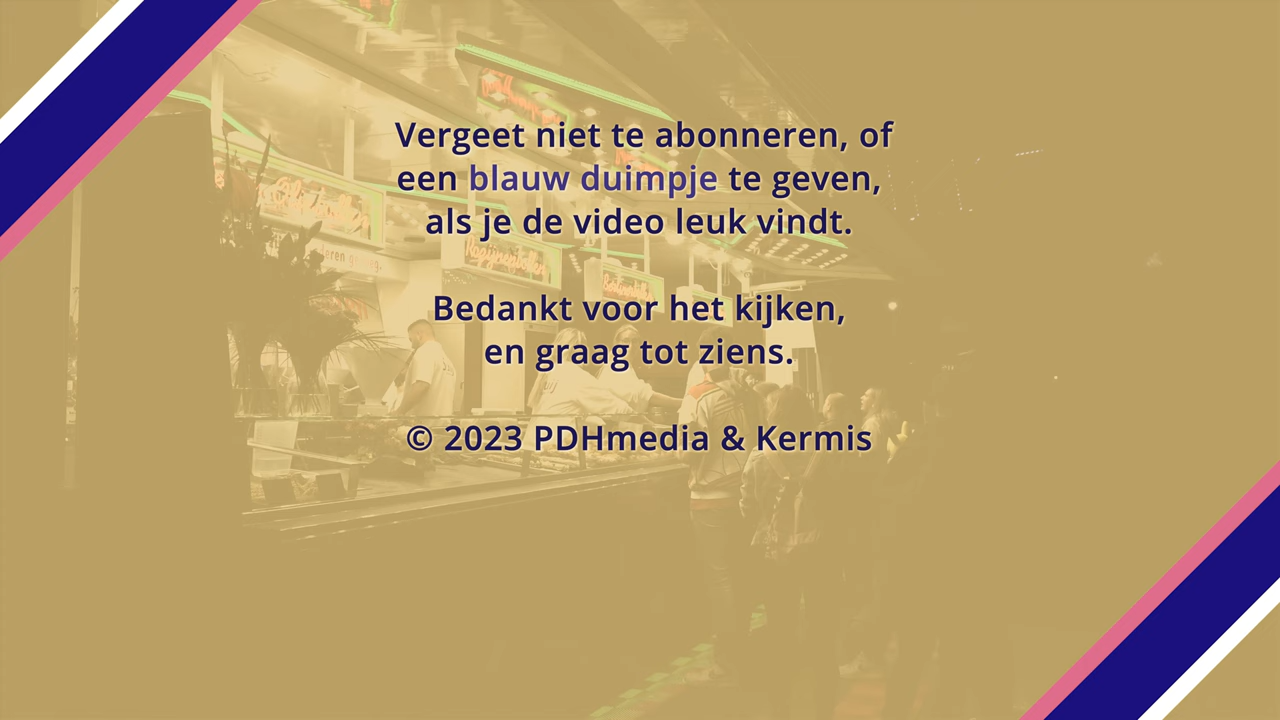 Vergeet niet te abonneren, of
een blauw duimpje te geven,
als je de video leuk vindt.
Bedankt voor het kijken,
en graag tot ziens.
© 2023 PDHmedia & Kermis